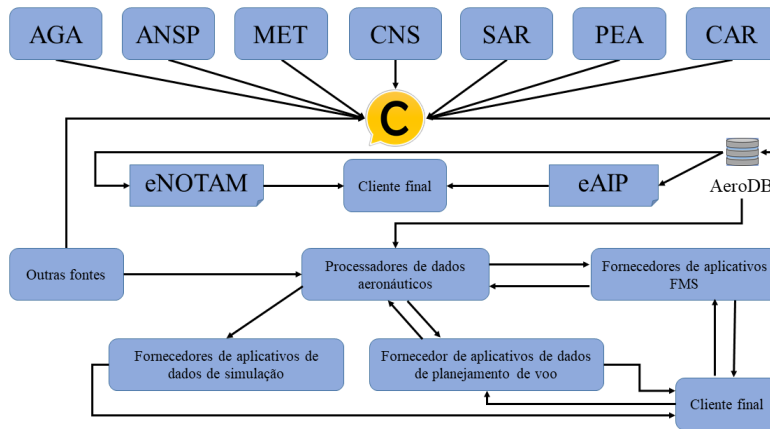 AGA
ANSP
MET
CNS
SAR
PEA
CAR
C
eNOTAM
Cliente final
eAIP
AeroDB
Outras fontes
Processadores de dados
aeronáuticos
Fornecedores de aplicativos
FMS
Fornecedores de aplicativos de
dados de simulação
Fornecedor de aplicativos de dados
de planejamento de voo
Cliente final